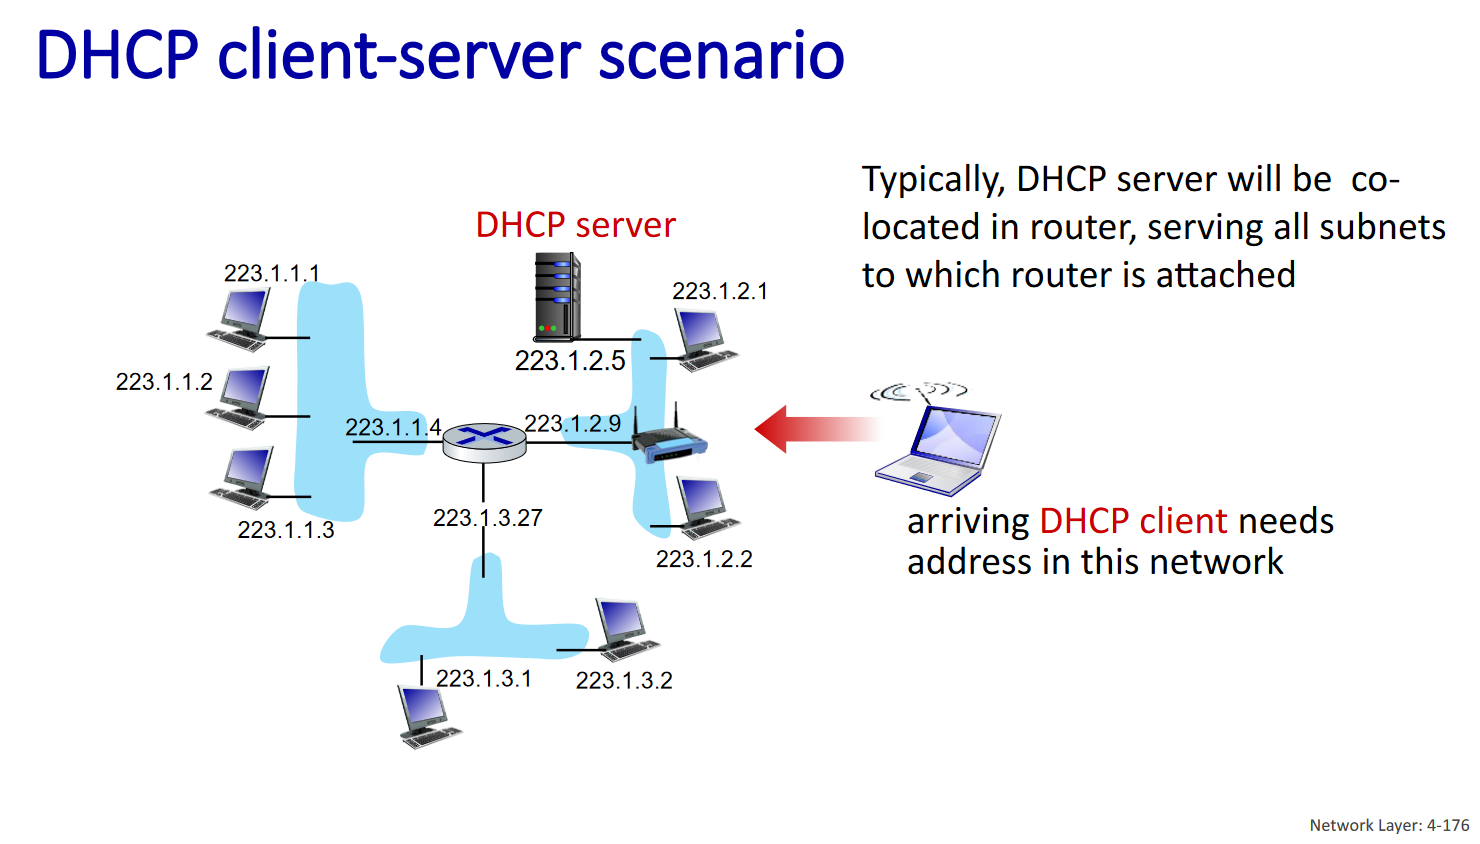 DHCP client-server scenario
Typically, DHCP server will be co-
located in router, serving all subnets
to which router is attached
DHCP server
223.1.1.1
223.1.2.1
223.1.2.5
223.1.1.2
223.1.1.4
223.1.2.9
223.1.3.27
223.1.1.3
223.1.2.2
arriving DHCP client needs
address in this network
223.1.3.1
223.1.3.2
Network Layer: 4-176